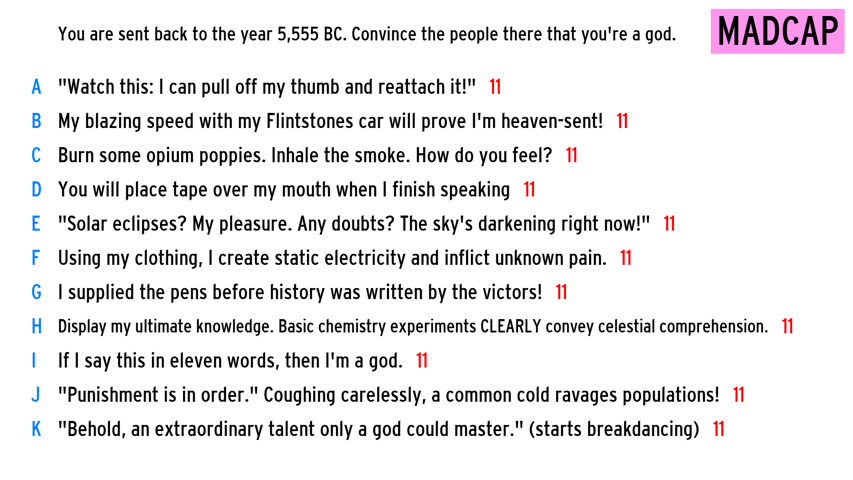 You are sent back to the year 5,555 BC. Convince the people there that you're a god. MADCAP
A "Watch this: I can pull off my thumb and reattach it!" 11
B My blazing speed with my Flintstones car will prove I'm heaven-sent! 11
C Burn some opium poppies. Inhale the smoke. How do you feel? 11
D You will place tape over my mouth when I finish speaking 11
E "Solar eclipses? My pleasure. Any doubts? The sky's darkening right now!" 11
F Using my clothing, I create static electricity and inflict unknown pain. 11
G I supplied the pens before history was written by the victors! 11
H Display my ultimate knowledge. Basic chemistry experiments CLEARLY convey celestial comprehension. 11
I If I say this in eleven words, then I'm a god. 11
J "Punishment is in order." Coughing carelessly, a common cold ravages populations! 11
K "Behold, an extraordinary talent only a god could master." (starts breakdancing) 11